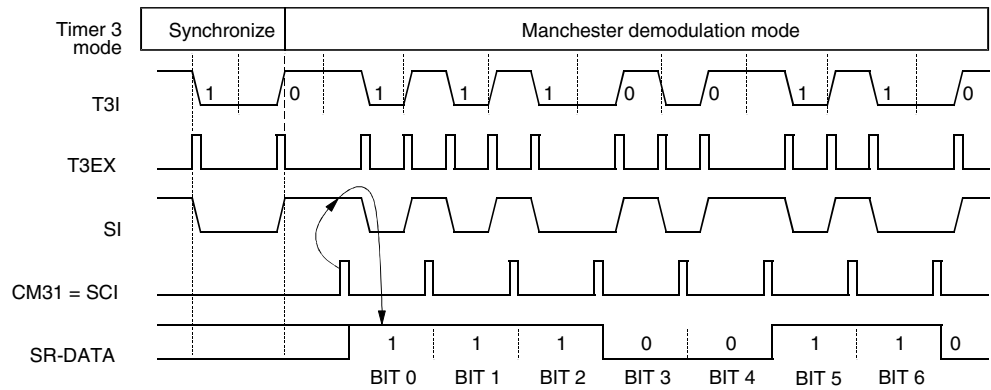 Timer 3
mode
Synchronize
Manchester demodulation mode
T3I
1 0 1 1 1 0 0 1 1 0
T3EX
SI
CM31 = SCI
SR-DATA
1 1 1 0 0 1 1 0
BIT 0 BIT 1 BIT 2 BIT 3 BIT 4 BIT 5 BIT 6